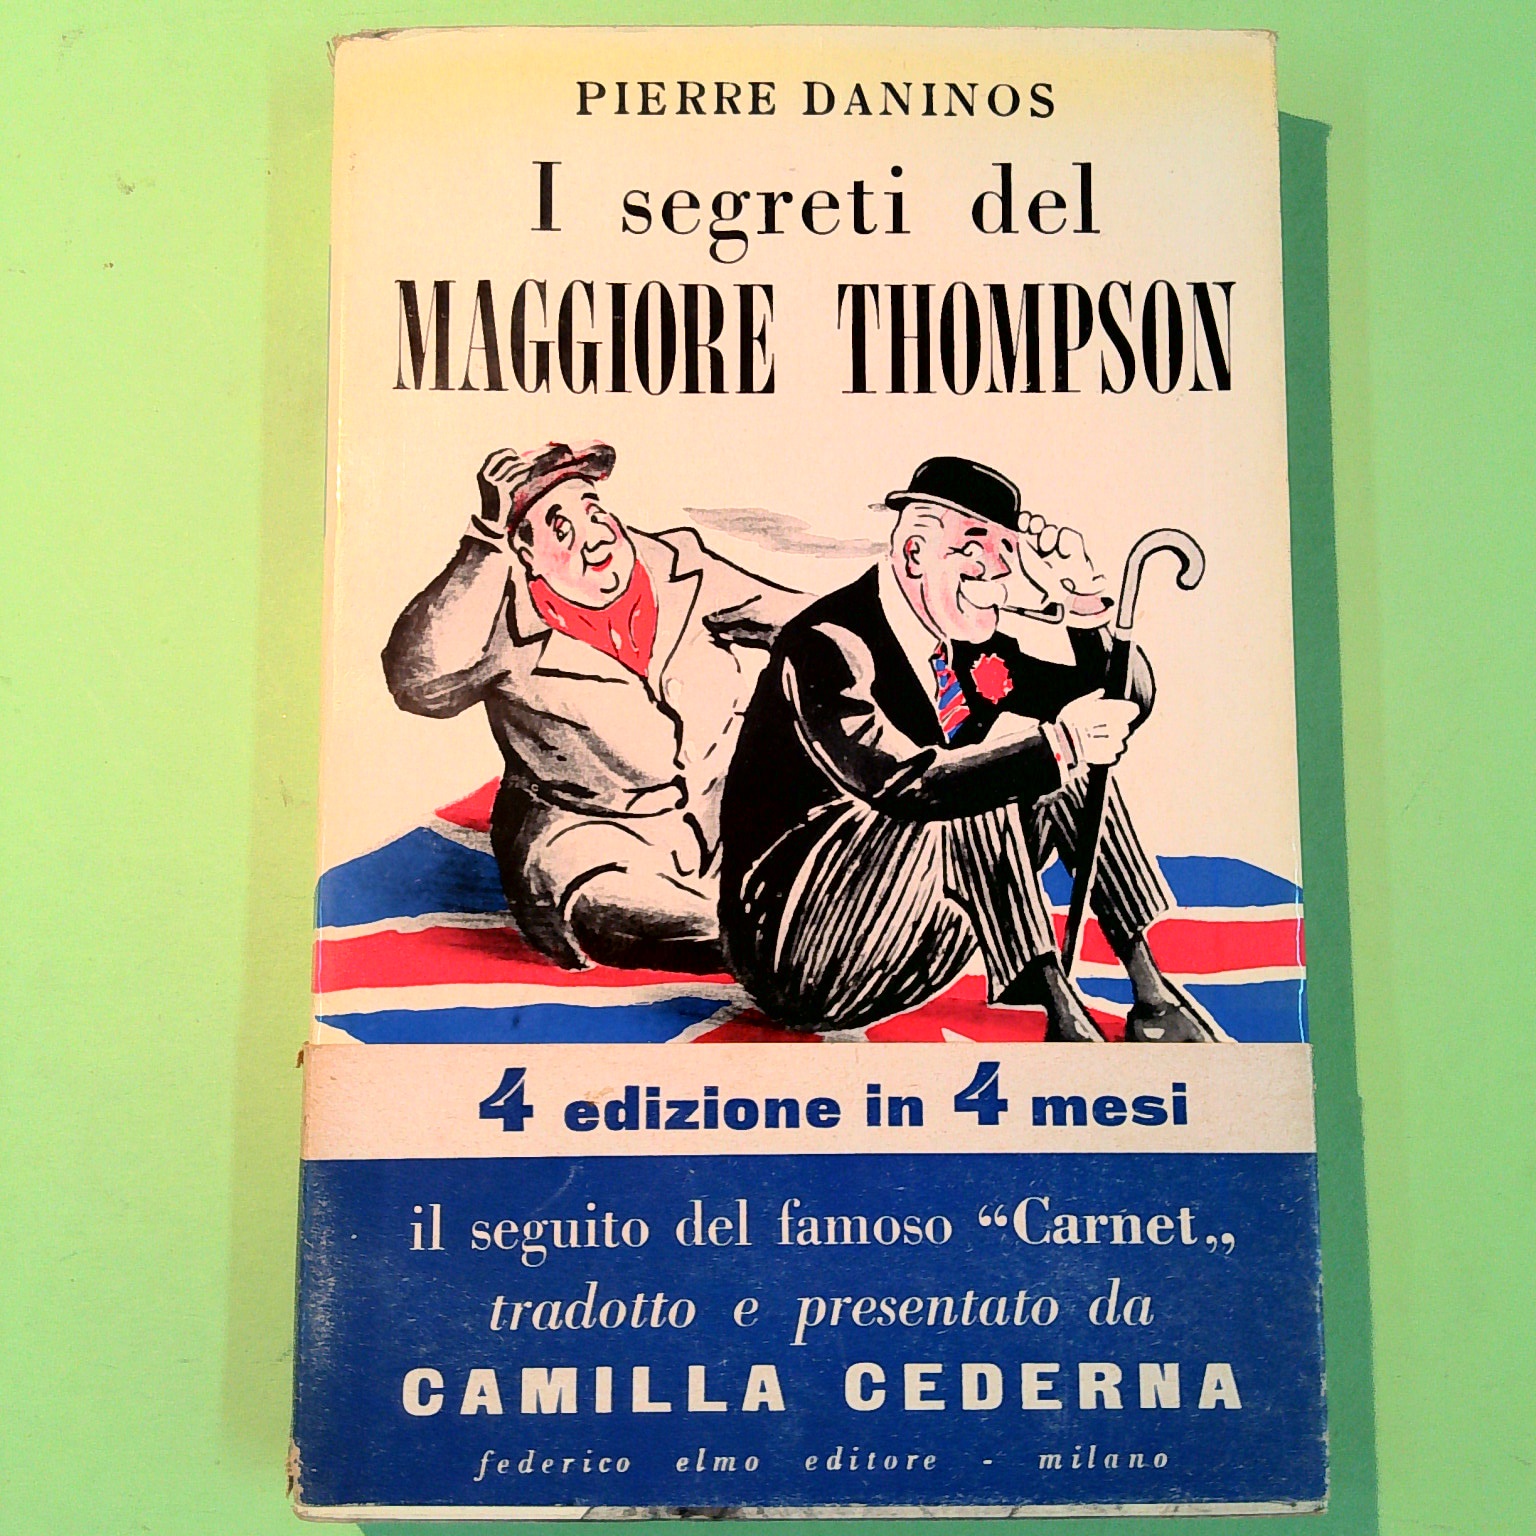 PIERRE DANINOS
I segreti del
MAGGIORE THOMPSON
4 edizione in 4 mesi
il seguito del famoso “Carnet„
tradotto e presentato da
CAMILLA CEDERNA
federico elmo editore - milano